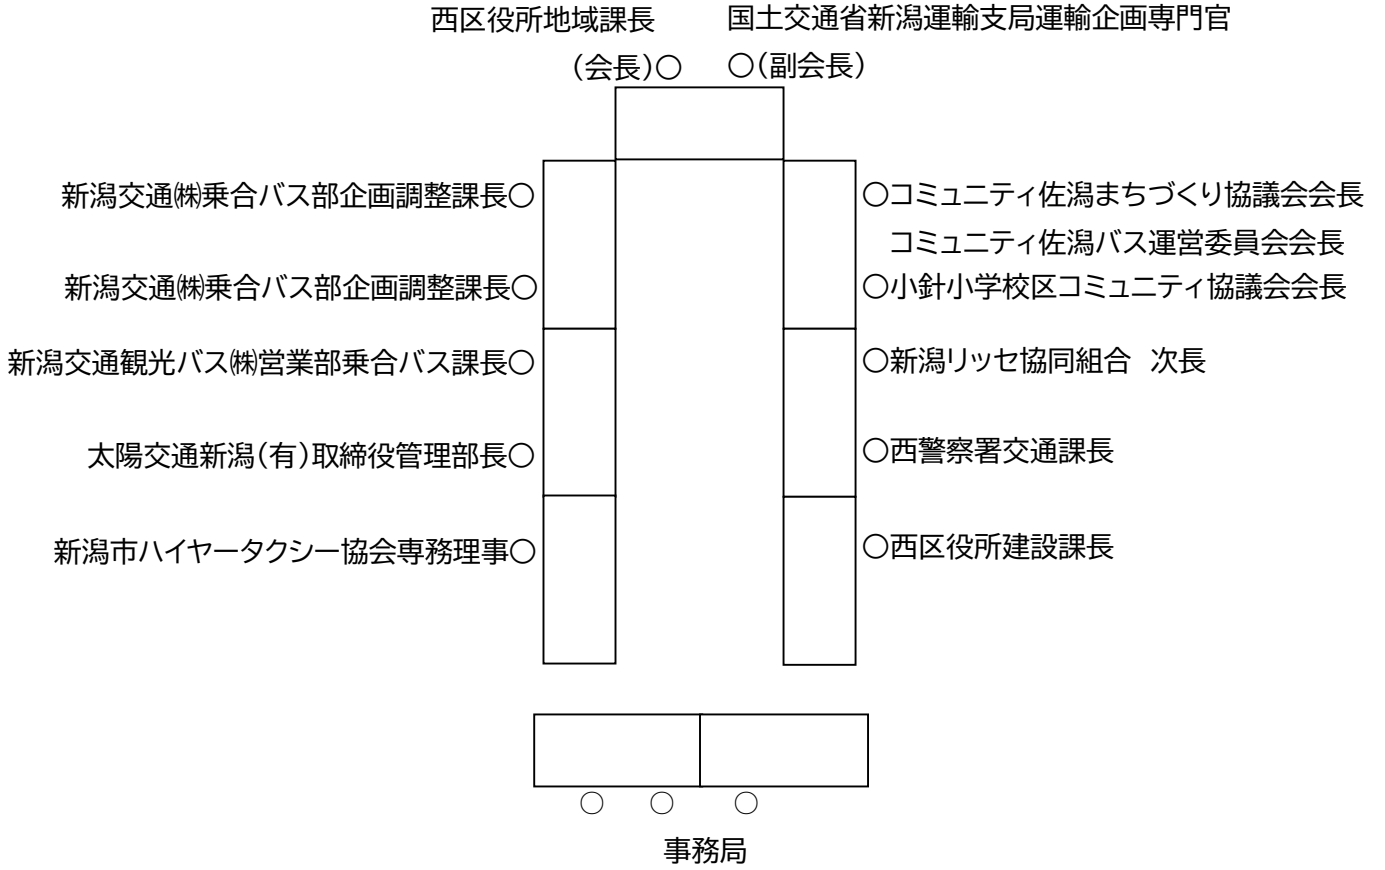 西区役所地域課長　国土交通省新潟運輸支局運輸企画専門官
(会長)○　○(副会長)
新潟交通㈱乗合バス部企画調整課長○
新潟交通㈱乗合バス部企画調整課長○
新潟交通観光バス㈱営業部乗合バス課長○
太陽交通新潟(有)取締役管理部長○
新潟市ハイヤータクシー協会専務理事○
○コミュニティ佐潟まちづくり協議会会長
コミュニティ佐潟バス運営委員会会長
○小針小学校区コミュニティ協議会会長
○新潟リッセ協同組合　次長
○西警察署交通課長
○西区役所建設課長
○　○　○
事務局